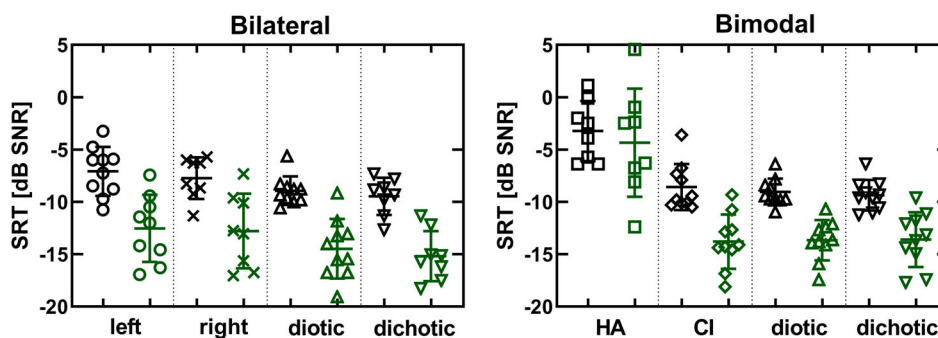 Bilateral
SRT [dB SNR]
5
0
-5
-10
-15
-20
left right diotic dichotic
Bimodal
SRT [dB SNR]
5
0
-5
-10
-15
-20
HA CI diotic dichotic